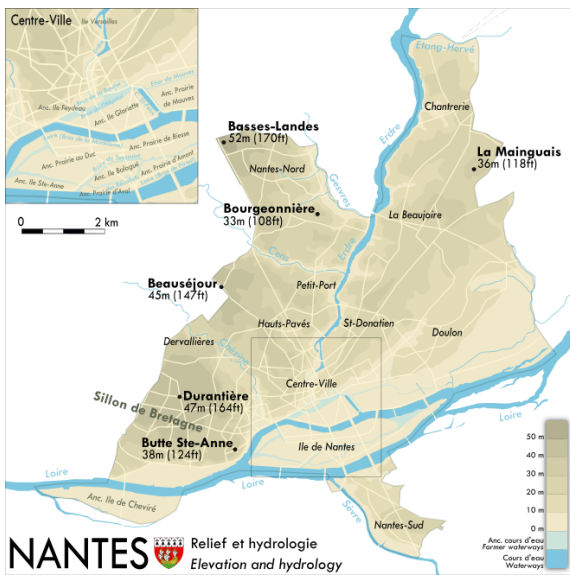 Centre-Ville
Ile Versailles
Anc. Ile Feydeau
Anc. Ile Gloriette
Anc. Prairie
de Mauves
Anc. Prairie au Duc
Anc. Prairie de Biesse
Ile Baloqué
Anc. Prairie d'Amont
Anc. Ile Ste-Anne
Anc. Prairie d'Aval
0
2 km
Etang-Hervé
Chantrerie
Erdre
Basses-Landes
52m (170ft)
La Mainguais
36m (118ft)
Nantes-Nord
Gesvres
Bourgeonnière
33m (108ft)
La Beaujoire
Erdre
Cens
Beauséjour
45m (147ft)
Petit-Port
Hauts-Pavés
St-Donatien
Doulon
Dervallières
Chézine
Centre-Ville
Durantière
47m (164ft)
Sillon de Bretagne
Butte Ste-Anne
38m (124ft)
Ile de Nantes
Loire
Loire
Loire
Anc. Ile de Cheviré
Sèvre
Nantes-Sud
50 m
40 m
30 m
20 m
10 m
0 m
Anc. cours d'eau
Former waterways
Cours d'eau
Waterways
NANTES
Relief et hydrologie
Elevation and hydrology